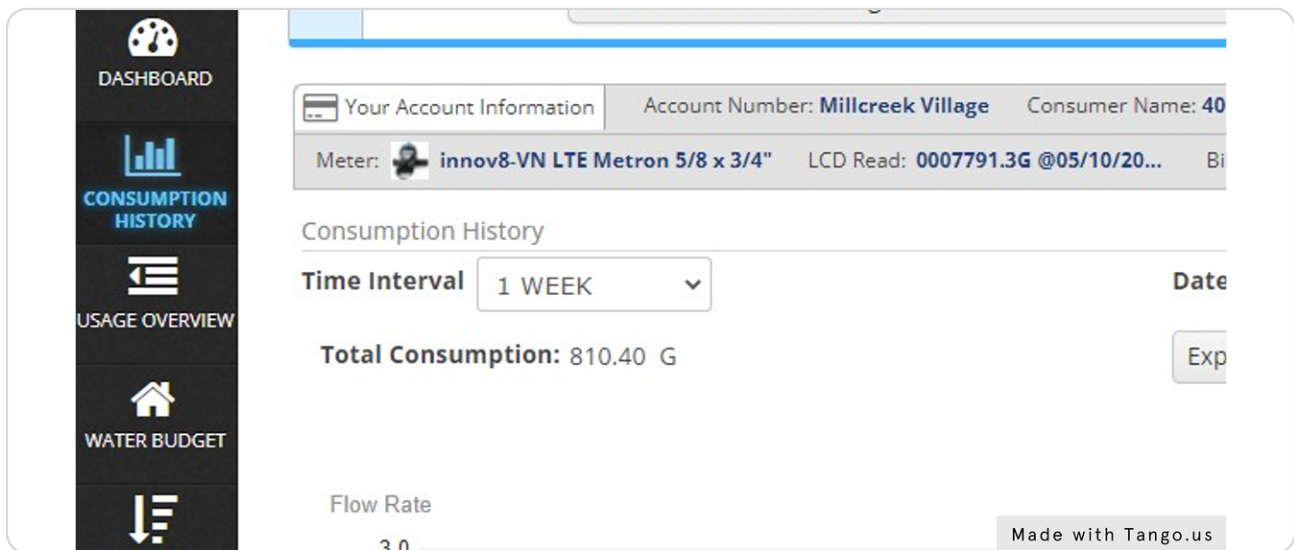 DASHBOARD
Your Account Information Account Number: Millcreek Village Consumer Name: 40
Meter: innov8-VN LTE Metron 5/8 x 3/4" LCD Read: 0007791.3G @05/10/20... Bi
CONSUMPTION
HISTORY
Consumption History
Time Interval 1 WEEK Date
USAGE OVERVIEW
Total Consumption: 810.40 G Exp
WATER BUDGET
Flow Rate
3.0
Made with Tango.us